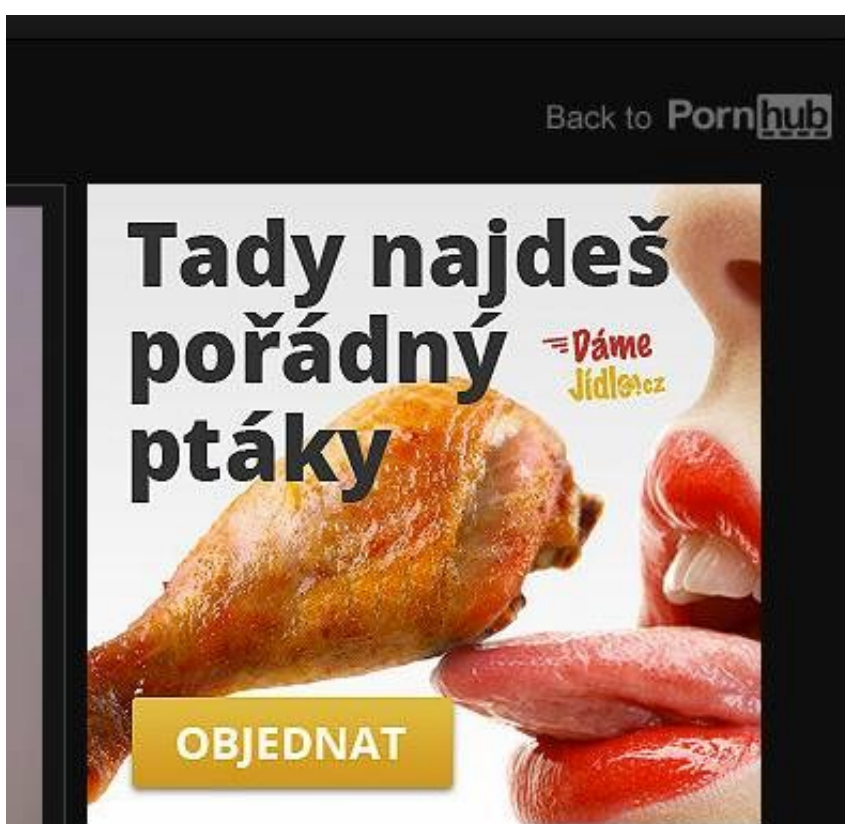 Back to Pornhub
Tady najdeš
pořádný
ptáky
Dáme
Jídlo.cz
OBJEDNAT